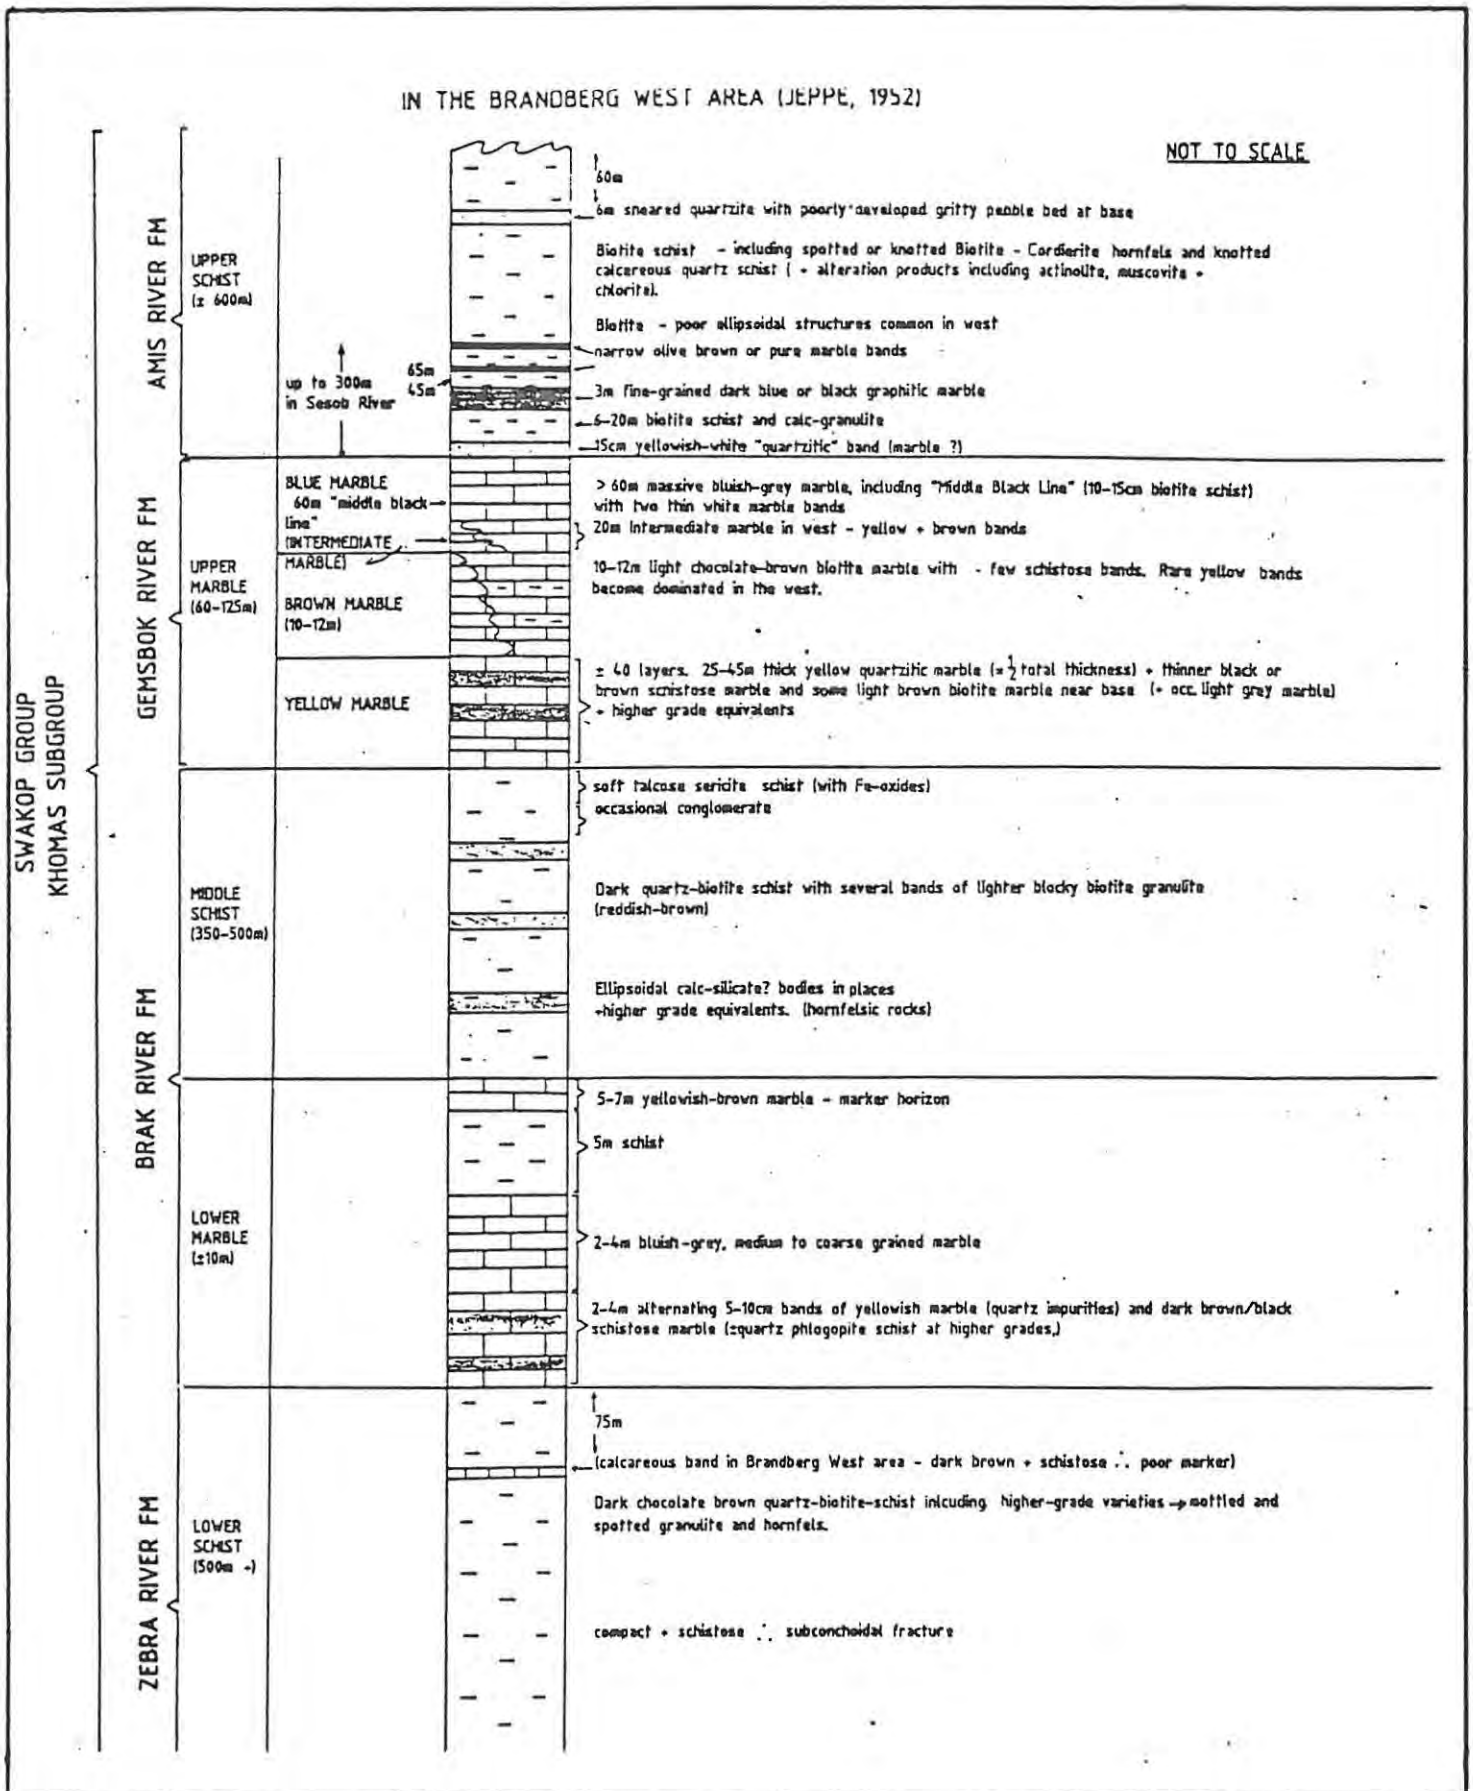 IN THE BRANDBERG WEST AREA (JEPPE, 1952)
NOT TO SCALE
SWAKOP GROUP
KHOMAS SUBGROUP
AMIS RIVER FM
UPPER
SCHIST
(± 600m)
up to 300m
in Sesob River
65m
45m
60m
6m sneared quartzite with poorly-developed gritty pebble bed at base
Biotite schist - including spotted or knotted Biotite - Cordierite hornfels and knotted
calcereous quartz schist ( + alteration products including actinolite, muscovite +
chlorite).
Biotite - poor ellipsoidal structures common in west
narrow olive brown or pure marble bands
3m fine-grained dark blue or black graphitic marble
6-20m biotite schist and calc-granulite
15cm yellowish-white "quartzitic" band (marble ?)
GEMSBOK RIVER FM
UPPER
MARBLE
(60-125m)
BLUE MARBLE
60m "middle black
line"
(INTERMEDIATE
MARBLE)
BROWN MARBLE
(10-12m)
YELLOW MARBLE
> 60m massive bluish-grey marble, including "Middle Black Line" (10-15cm biotite schist)
with two thin white marble bands
20m Intermediate marble in west - yellow + brown bands
10-12m light chocolate-brown biotite marble with - few schistose bands. Rare yellow bands
become dominated in the west.
± 40 layers. 25-45m thick yellow quartzitic marble (= ½ total thickness) + thinner black or
brown schistose marble and some light brown biotite marble near base (+ occ. light grey marble)
+ higher grade equivalents
BRAK RIVER FM
MIDDLE
SCHIST
(350-500m)
soft talcose sericite schist (with Fe-oxides)
occasional conglomerate
Dark quartz-biotite schist with several bands of lighter blocky biotite granulite
(reddish-brown)
Ellipsoidal calc-silicate? bodies in places
+higher grade equivalents. (hornfelsic rocks)
LOWER
MARBLE
(±10m)
5-7m yellowish-brown marble - marker horizon
5m schist
2-4m bluish-grey, medium to coarse grained marble
2-4m alternating 5-10cm bands of yellowish marble (quartz impurities) and dark brown/black
schistose marble (±quartz phlogopite schist at higher grades,)
ZEBRA RIVER FM
LOWER
SCHIST
(500m +)
75m
(calcareous band in Brandberg West area - dark brown + schistose ∴ poor marker)
Dark chocolate brown quartz-biotite-schist inlcuding higher-grade varieties → mottled and
spotted granulite and hornfels.
compact + schistose ∴ subconchoidal fracture